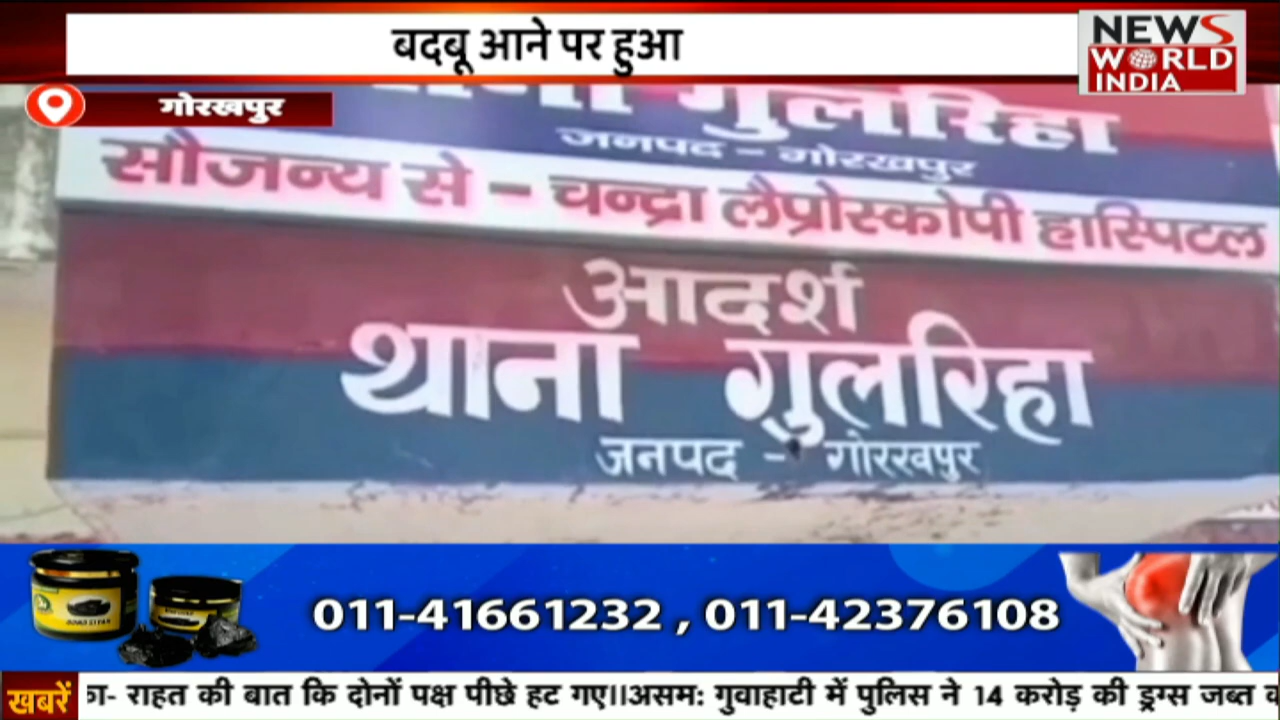 बदबू आने पर हुआ
NEWS
WORLD
INDIA
गोरखपुर
गुलरिहा
जनपद - गोरखपुर
सौजन्य से - चन्द्रा लैप्रोस्कोपी हास्पिटल
आदर्श
थाना गुलरिहा
जनपद - गोरखपुर
011-41661232 , 011-42376108
खबरें
का- राहत की बात कि दोनों पक्ष पीछे हट गए||असम: गुवाहाटी में पुलिस ने 14 करोड़ की ड्रग्स जब्त